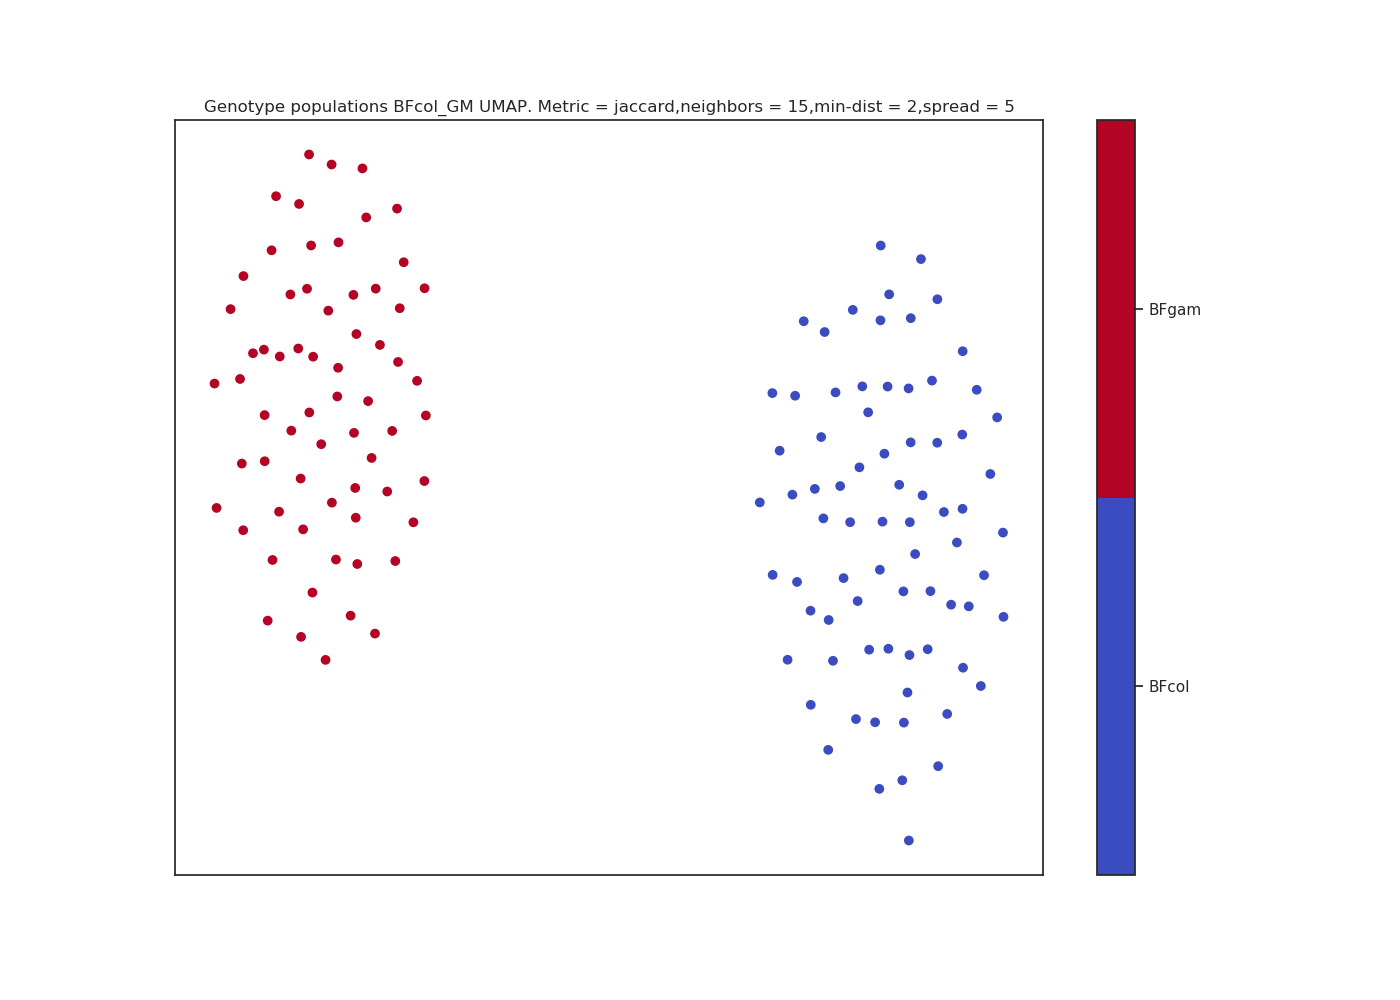 Genotype populations BFcol_GM UMAP. Metric = jaccard,neighbors = 15,min-dist = 2,spread = 5
BFgam
BFcol